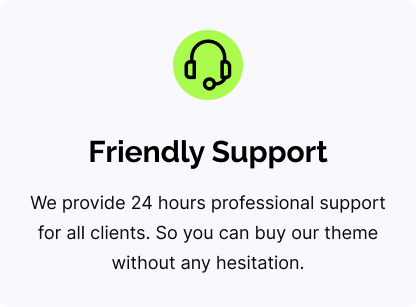 Friendly Support
We provide 24 hours professional support
for all clients. So you can buy our theme
without any hesitation.